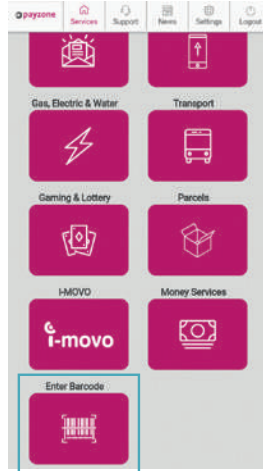 payzone
Services Support News Settings Logout
Gas, Electric & Water Transport
Gaming & Lottery Parcels
I-MOVO Money Services
i-movo
Enter Barcode